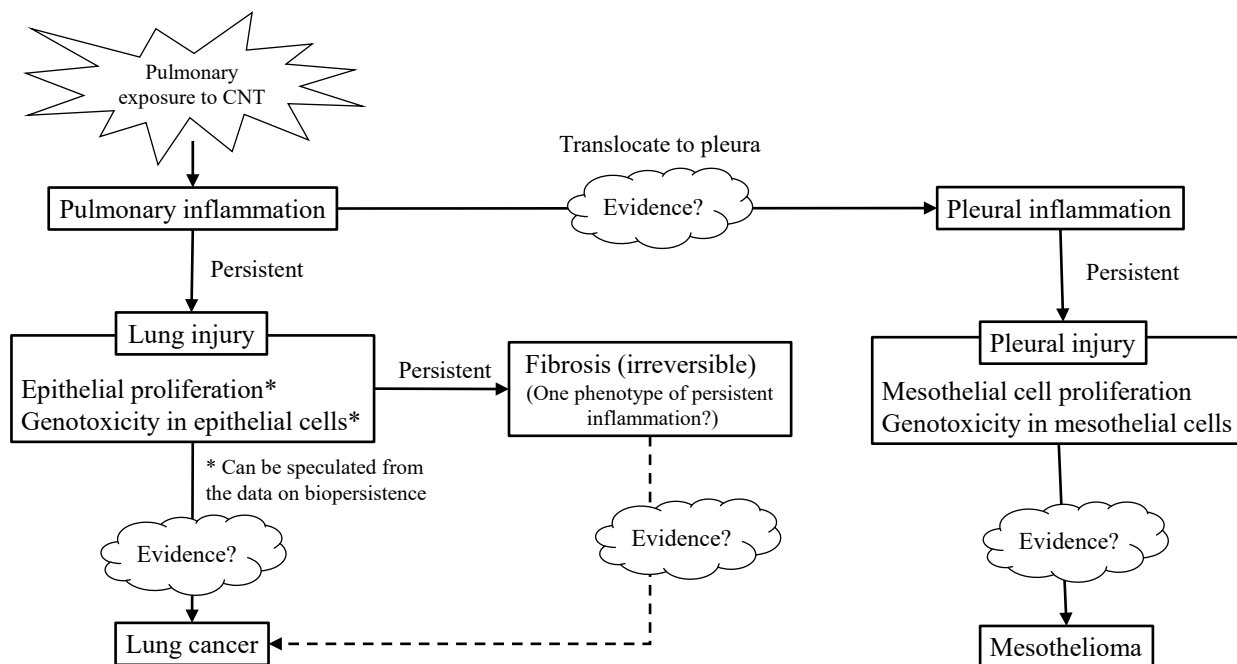 Pulmonary
exposure to CNT
Translocate to pleura
Pulmonary inflammation
Evidence?
Pleural inflammation
Persistent
Persistent
Lung injury
Epithelial proliferation*
Genotoxicity in epithelial cells*
Persistent
Fibrosis (irreversible)
(One phenotype of persistent
inflammation?)
Pleural injury
Mesothelial cell proliferation
Genotoxicity in mesothelial cells
* Can be speculated from
the data on biopersistence
Evidence?
Evidence?
Evidence?
Lung cancer
Mesothelioma